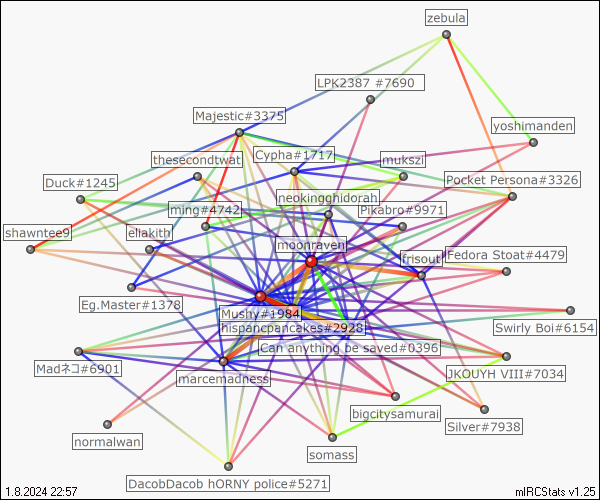 zebula
LPK2387 #7690
Majestic#3375
yoshimanden
thesecondtwat
Cypha#1717
mukszl
Duck#1245
Pocket Persona#3326
neokingghidorah
ming#4742
Pikabro#9971
shawntee9
ellakith
moonraven
frisout
Fedora Stoat#4479
Eg.Master#1378
Mushy#1984
hispancpancakes#2928
Swirly Boi#6154
Can anything be saved#0396
Madネコ#6901
marcemadness
JKOUYH VIII#7034
bigcitysamurai
Silver#7938
normalwan
somass
DacobDacob hORNY police#5271
1.8.2024 22:57
mIRCStats v1.25